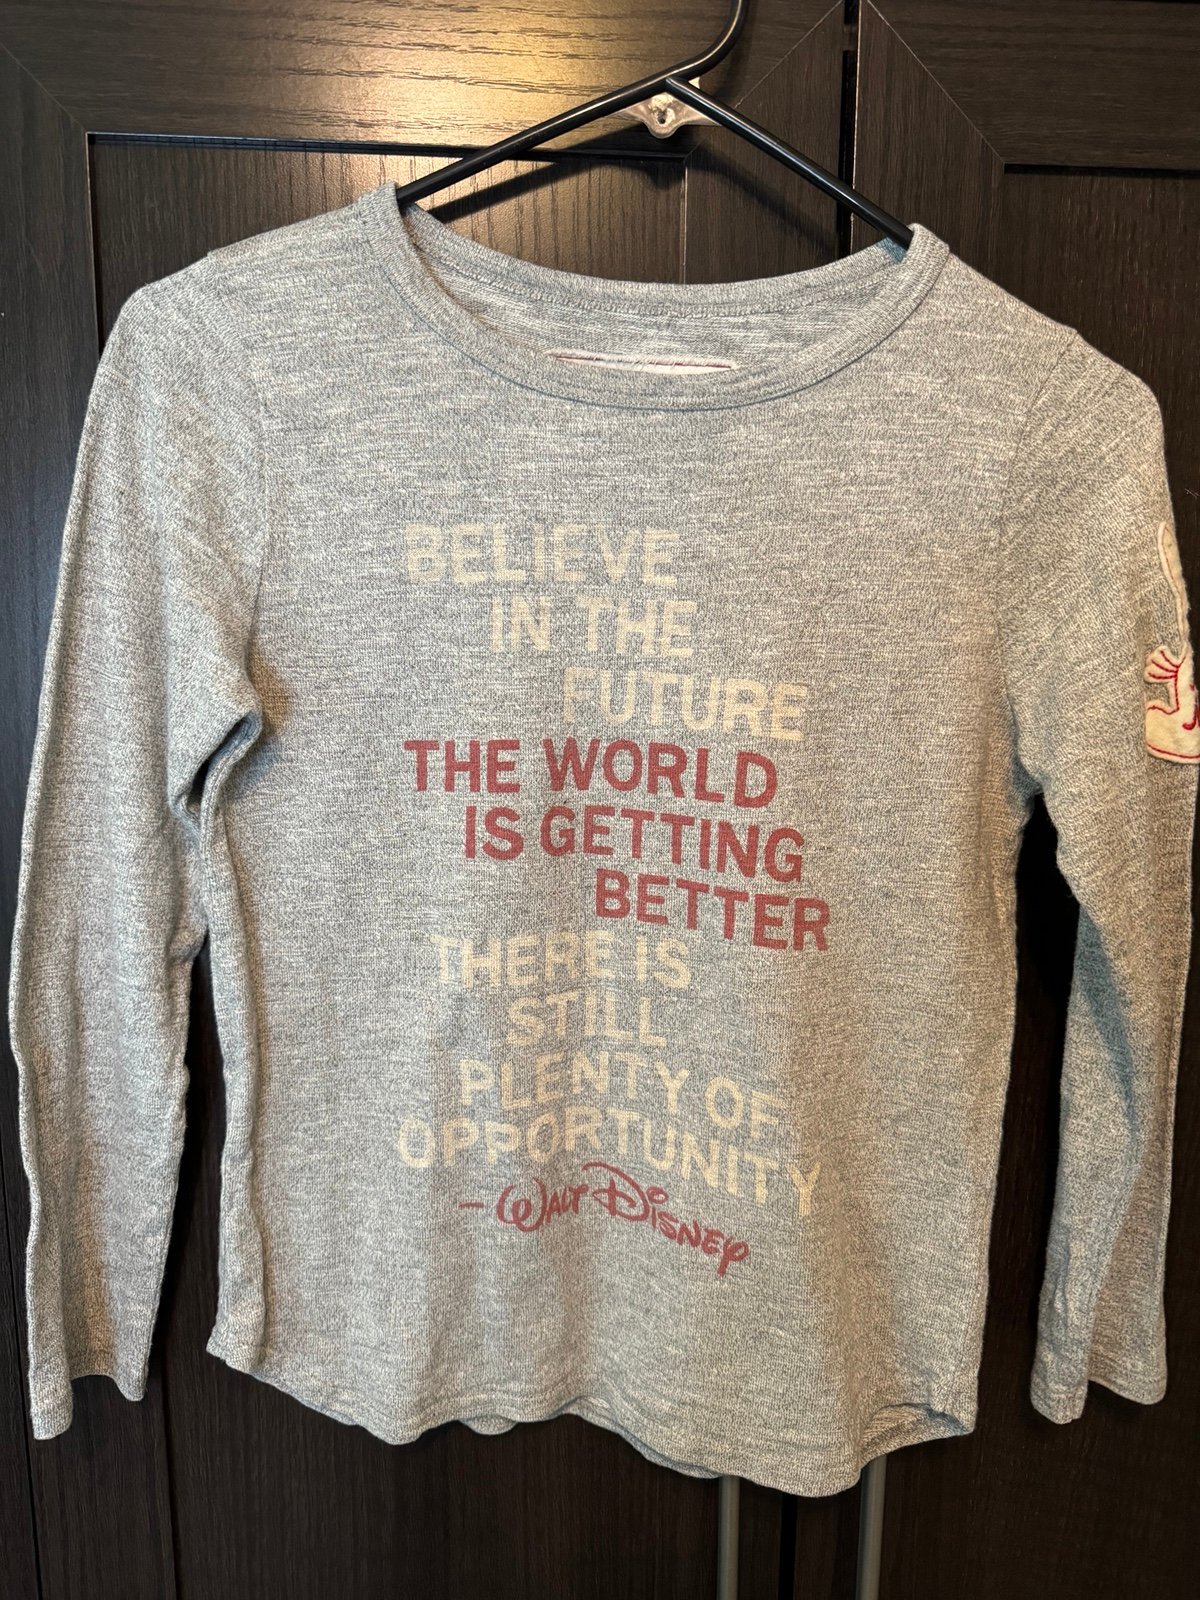 BELIEVE
IN THE
FUTURE
THE WORLD
IS GETTING
BETTER
THERE IS
STILL
PLENTY OF
OPPORTUNITY
- WALT DISNEY